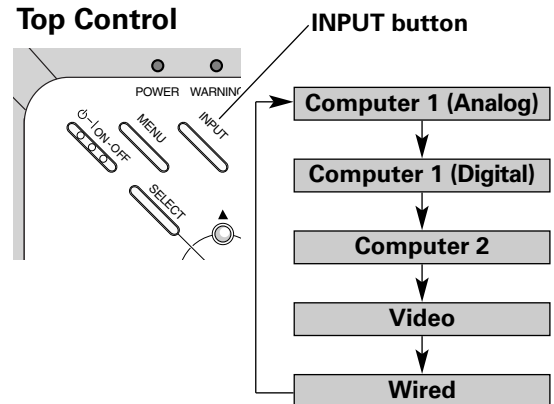 Top Control
INPUT button
POWER WARNING
ON-OFF
MENU
INPUT
SELECT
Computer 1 (Analog)
Computer 1 (Digital)
Computer 2
Video
Wired